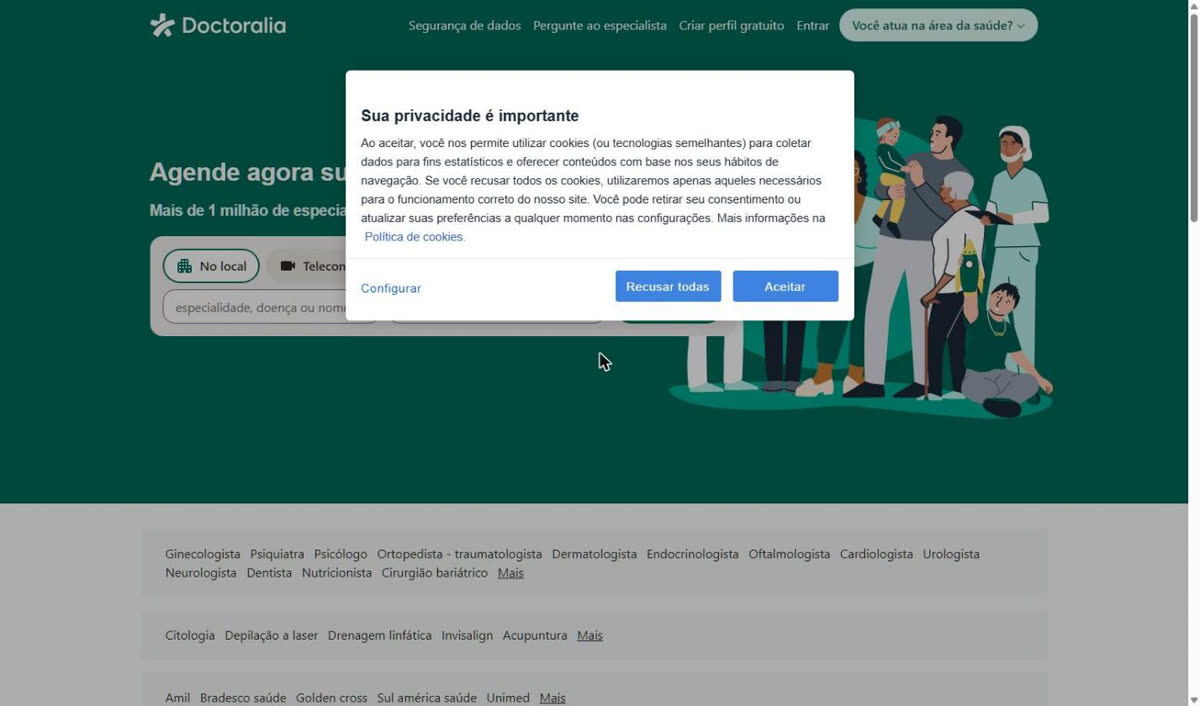 Doctoralia
Segurança de dados Pergunte ao especialista Criar perfil gratuito Entrar Você atua na área da saúde?
Sua privacidade é importante
Ao aceitar, você nos permite utilizar cookies (ou tecnologias semelhantes) para coletar
dados para fins estatísticos e oferecer conteúdos com base nos seus hábitos de
navegação. Se você recusar todos os cookies, utilizaremos apenas aqueles necessários
para o funcionamento correto do nosso site. Você pode retirar seu consentimento ou
atualizar suas preferências a qualquer momento nas configurações. Mais informações na
Política de cookies.
Configurar Recusar todas Aceitar
Agende agora su
Mais de 1 milhão de especia
No local Telecon
especialidade, doença ou nome
Ginecologista Psiquiatra Psicólogo Ortopedista - traumatologista Dermatologista Endocrinologista Oftalmologista Cardiologista Urologista
Neurologista Dentista Nutricionista Cirurgião bariátrico Mais
Citologia Depilação a laser Drenagem linfática Invisalign Acupuntura Mais
Amil Bradesco saúde Golden cross Sul américa saúde Unimed Mais